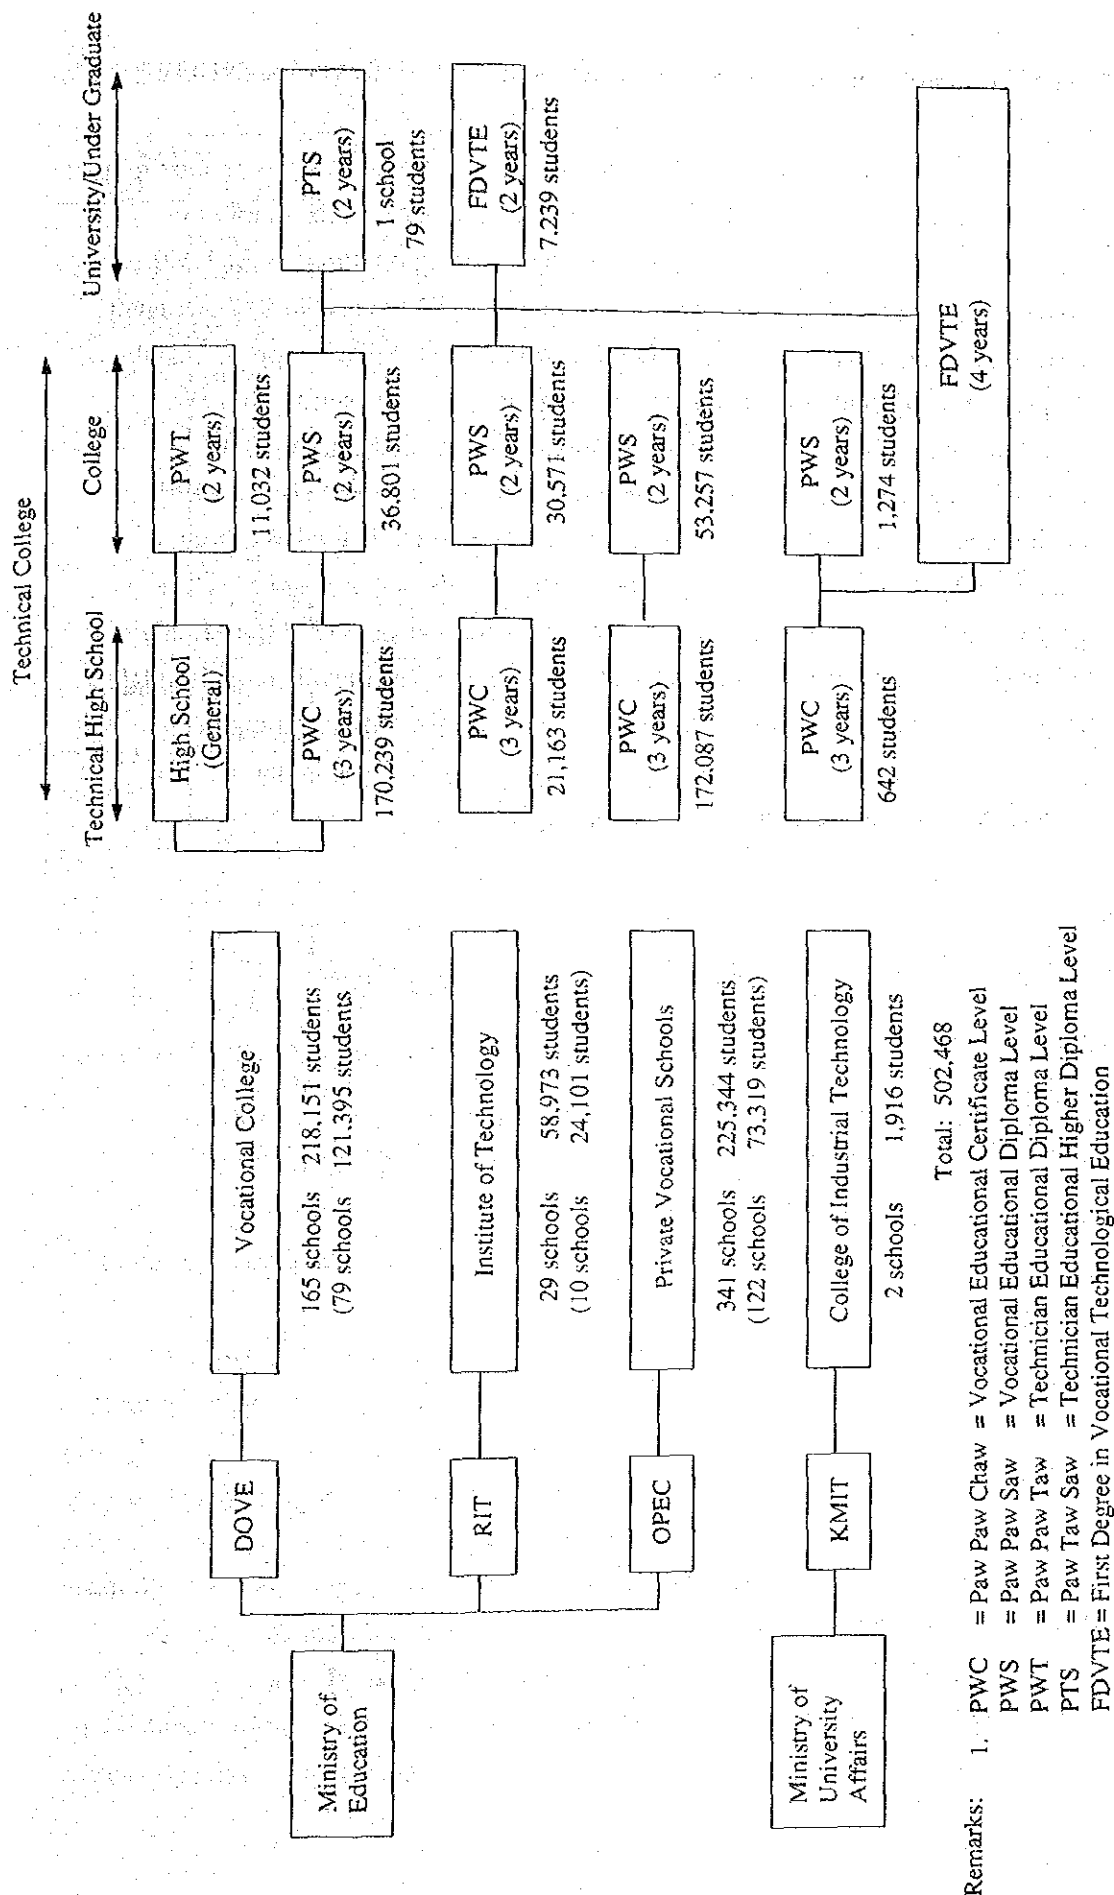 Technical College
Technical High School
College
University/Under Graduate
Ministry of
Education
DOVE
Vocational College
165 schools 218,151 students
(79 schools 121,395 students
High School
(General)
PWT
(2 years)
11,032 students
PWC
(3 years)
170,239 students
PWS
(2 years)
36,801 students
PTS
(2 years)
1 school
79 students
RIT
Institute of Technology
29 schools 58,973 students
(10 schools 24,101 students)
PWC
(3 years)
21,163 students
PWS
(2 years)
30,571 students
FDVTE
(2 years)
7,239 students
OPEC
Private Vocational Schools
341 schools 225,344 students
(122 schools 73,319 students)
PWC
(3 years)
172,087 students
PWS
(2 years)
53,257 students
Ministry of
University
Affairs
KMIT
College of Industrial Technology
2 schools 1,916 students
PWC
(3 years)
642 students
PWS
(2 years)
1,274 students
FDVTE
(4 years)
Total: 502,468
Remarks: 1. PWC = Paw Paw Chaw = Vocational Educational Certificate Level
PWS = Paw Paw Saw = Vocational Educational Diploma Level
PWT = Paw Paw Taw = Technician Educational Diploma Level
PTS = Paw Taw Saw = Technician Educational Higher Diploma Level
FDVTE = First Degree in Vocational Technological Education